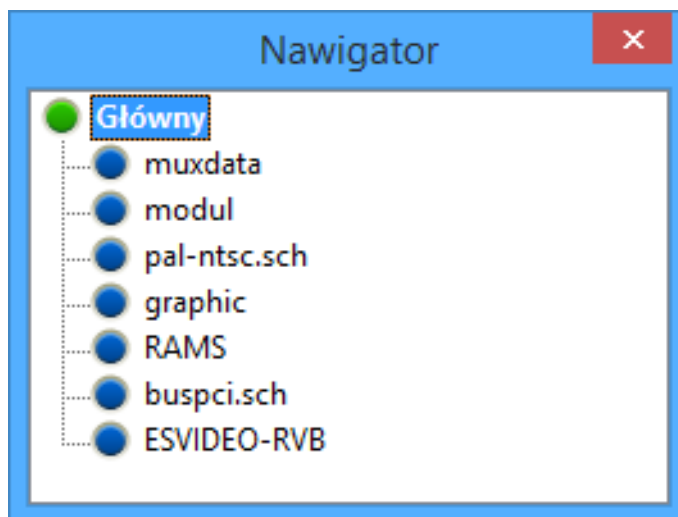 Nawigator
Główny
muxdata
modul
pal-ntsc.sch
graphic
RAMS
buspci.sch
ESVIDEO-RVB